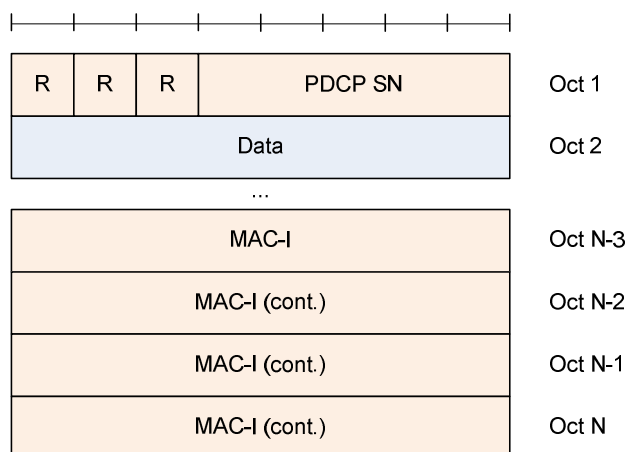 R R R PDCP SN Oct 1
Data Oct 2
...
MAC-I Oct N-3
MAC-I (cont.) Oct N-2
MAC-I (cont.) Oct N-1
MAC-I (cont.) Oct N